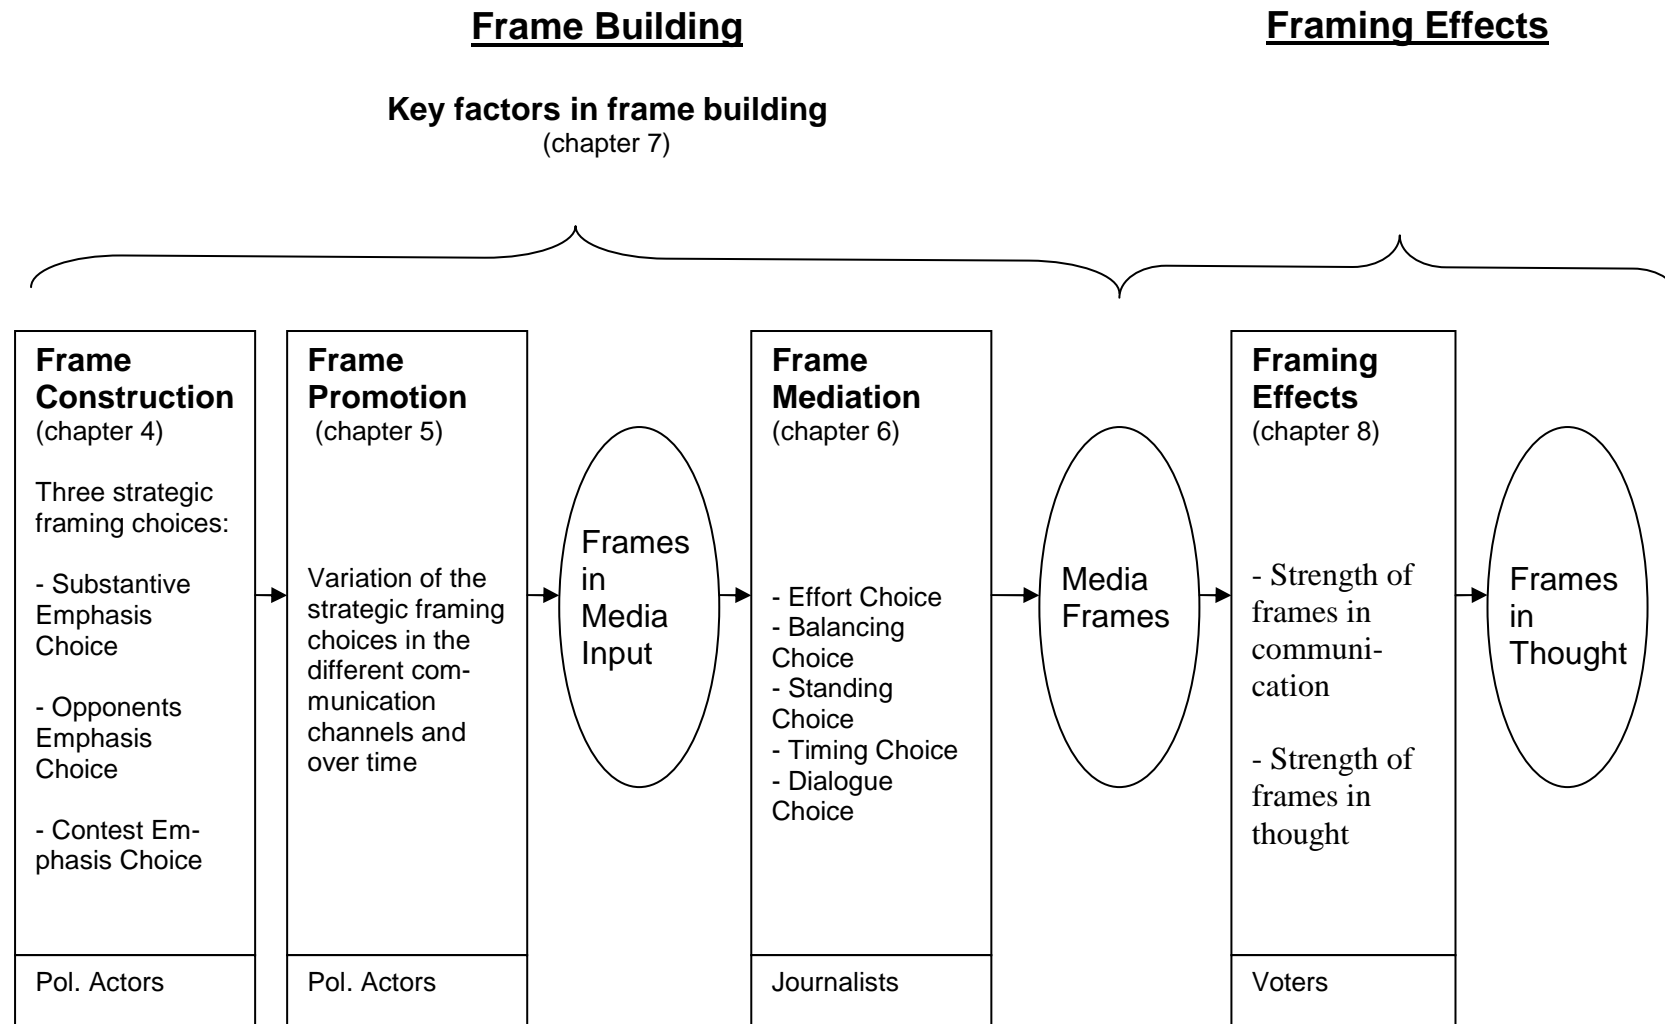 Frame Building
Framing Effects
Key factors in frame building
(chapter 7)
Frame
Construction
(chapter 4)
Three strategic
framing choices:
- Substantive
Emphasis
Choice
- Opponents
Emphasis
Choice
- Contest Em-
phasis Choice
Pol. Actors
Frame
Promotion
(chapter 5)
Variation of the
strategic framing
choices in the
different com-
munication
channels and
over time
Pol. Actors
Frames
in
Media
Input
Frame
Mediation
(chapter 6)
- Effort Choice
- Balancing
Choice
- Standing
Choice
- Timing Choice
- Dialogue
Choice
Journalists
Media
Frames
Framing
Effects
(chapter 8)
- Strength of
frames in
communi-
cation
- Strength of
frames in
thought
Voters
Frames
in
Thought